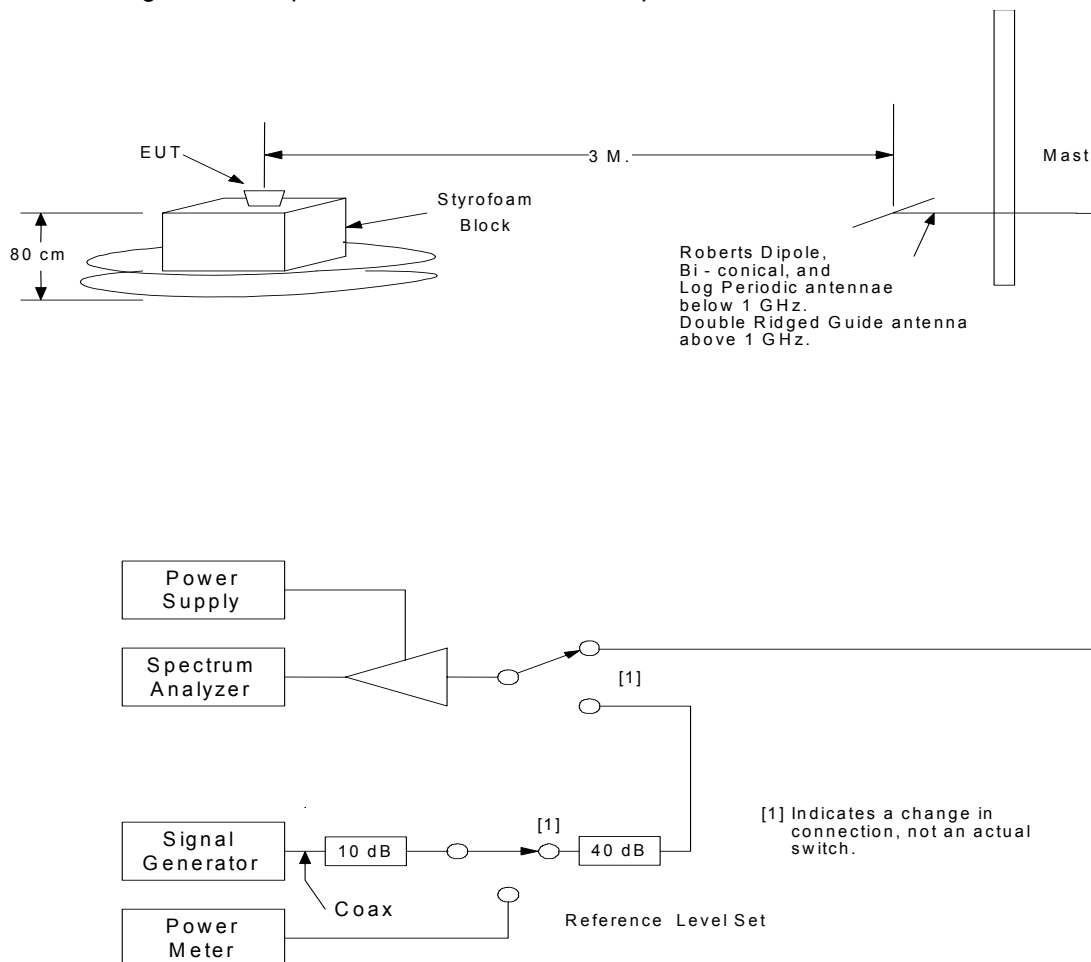 EUT
3 M.
Mast
Styrofoam
Block
80 cm
Roberts Dipole,
Bi - conical, and
Log Periodic antennae
below 1 GHz.
Double Ridged Guide antenna
above 1 GHz.
Power
Supply
Spectrum
Analyzer
[1]
[1] Indicates a change in
connection, not an actual
switch.
Signal
Generator
10 dB
[1]
40 dB
Coax
Reference Level Set
Power
Meter